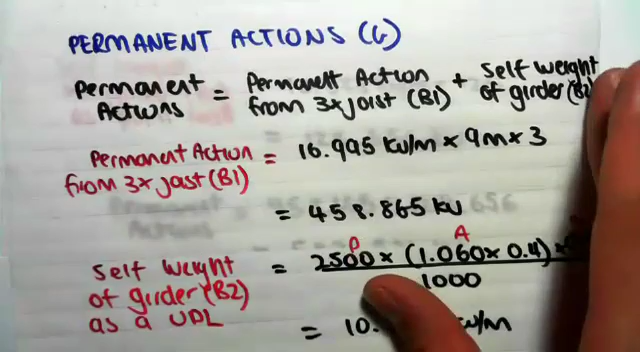 PERMANENT ACTIONS (G)
Permanent Actions = Permanent Action from 3x joist (B1) + Self weight of girder (B2
Permanent Action from 3x joist (B1) = 16.995 kN/m x 9m x 3
= 458.865 kN
Self weight of girder (B2) as a UDL = 2500 x (1.060 x 0.4) x
ρ A
1000
= 10. kN/m